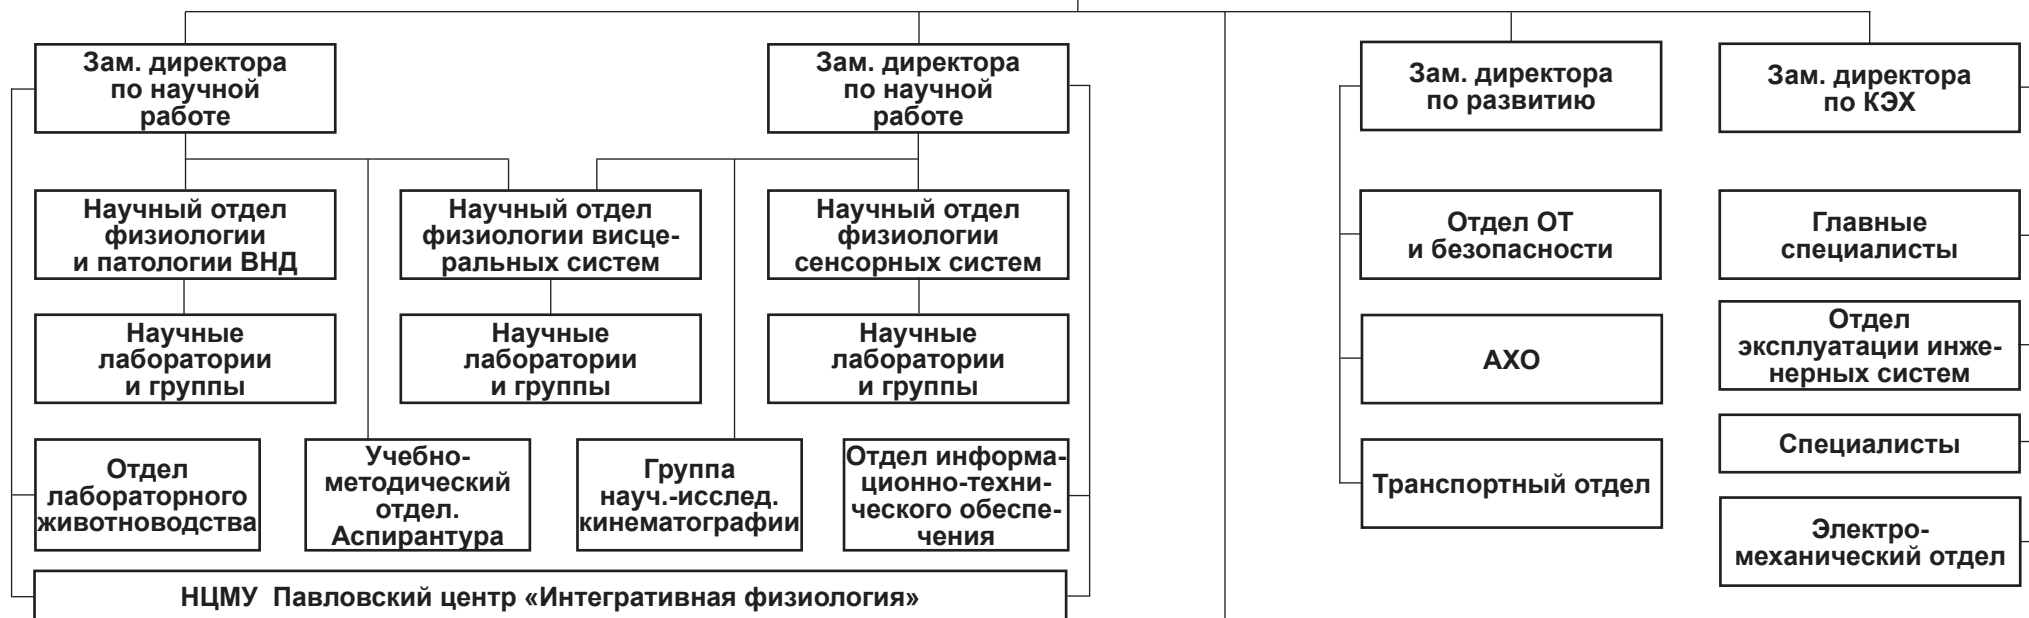 Зам. директора
по научной
работе
Зам. директора
по научной
работе
Зам. директора
по развитию
Зам. директора
по КЭХ
Научный отдел
физиологии
и патологии ВНД
Научный отдел
физиологии висце-
ральных систем
Научный отдел
физиологии
сенсорных систем
Отдел ОТ
и безопасности
Главные
специалисты
Научные
лаборатории
и группы
Научные
лаборатории
и группы
Научные
лаборатории
и группы
АХО
Отдел
эксплуатации инже-
нерных систем
Отдел
лабораторного
животноводства
Учебно-
методический
отдел.
Аспирантура
Группа
науч.-исслед.
кинематографии
Отдел информа-
ционно-техни-
ческого обеспе-
чения
Транспортный отдел
Специалисты
Электро-
механический отдел
НЦМУ Павловский центр «Интегративная физиология»